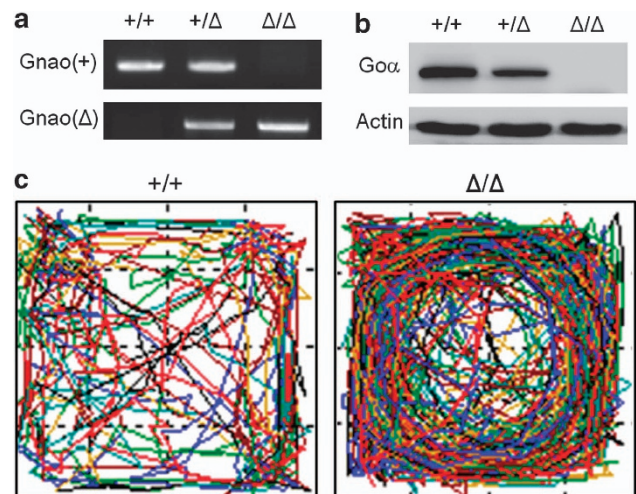 a
+/+ +/Δ Δ/Δ
Gnao(+)
Gnao(Δ)
b
+/+ +/Δ Δ/Δ
Goα
Actin
c
+/+ Δ/Δ